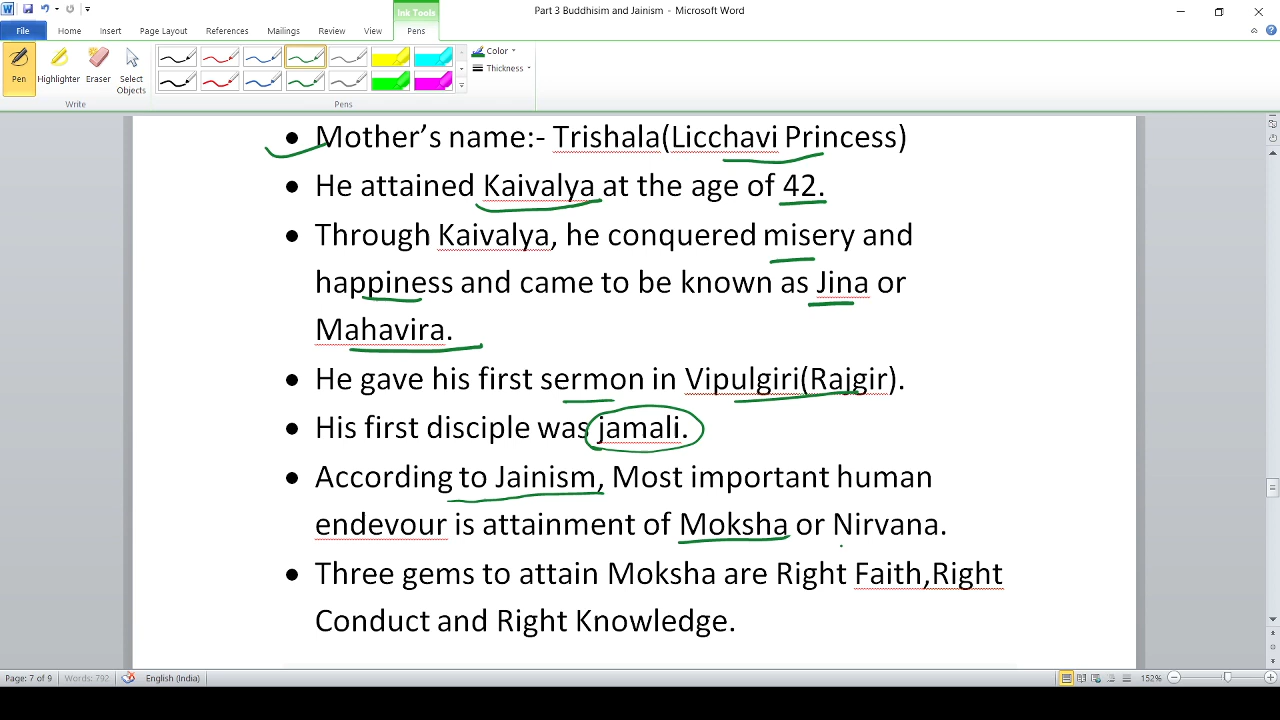 Part 3 Buddhisim and Jainism - Microsoft Word
Ink Tools
File Home Insert Page Layout References Mailings Review View Pens
Pen Highlighter Eraser Select Objects
Color
Thickness
Write Pens
• Mother's name:- Trishala(Licchavi Princess)
• He attained Kaivalya at the age of 42.
• Through Kaivalya, he conquered misery and
happiness and came to be known as Jina or
Mahavira.
• He gave his first sermon in Vipulgiri(Rajgir).
• His first disciple was jamali.
• According to Jainism, Most important human
endevour is attainment of Moksha or Nirvana.
• Three gems to attain Moksha are Right Faith,Right
Conduct and Right Knowledge.
Page: 7 of 9 Words: 792 English (India) 152%